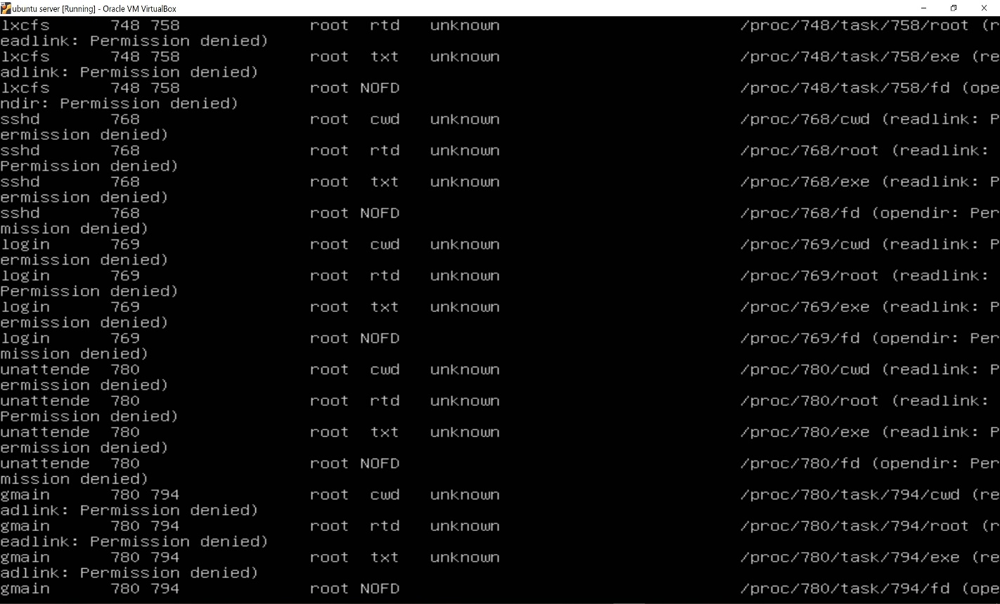 ubuntu server [Running] - Oracle VM VirtualBox
lxcfs 748 758 root rtd unknown /proc/748/task/758/root (r
eadlink: Permission denied)
lxcfs 748 758 root txt unknown /proc/748/task/758/exe (re
adlink: Permission denied)
lxcfs 748 758 root NOFD /proc/748/task/758/fd (ope
ndir: Permission denied)
sshd 768 root cwd unknown /proc/768/cwd (readlink: P
ermission denied)
sshd 768 root rtd unknown /proc/768/root (readlink:
Permission denied)
sshd 768 root txt unknown /proc/768/exe (readlink: P
ermission denied)
sshd 768 root NOFD /proc/768/fd (opendir: Per
mission denied)
login 769 root cwd unknown /proc/769/cwd (readlink: P
ermission denied)
login 769 root rtd unknown /proc/769/root (readlink:
Permission denied)
login 769 root txt unknown /proc/769/exe (readlink: P
ermission denied)
login 769 root NOFD /proc/769/fd (opendir: Per
mission denied)
unattende 780 root cwd unknown /proc/780/cwd (readlink: P
ermission denied)
unattende 780 root rtd unknown /proc/780/root (readlink:
Permission denied)
unattende 780 root txt unknown /proc/780/exe (readlink: P
ermission denied)
unattende 780 root NOFD /proc/780/fd (opendir: Per
mission denied)
gmain 780 794 root cwd unknown /proc/780/task/794/cwd (re
adlink: Permission denied)
gmain 780 794 root rtd unknown /proc/780/task/794/root (r
eadlink: Permission denied)
gmain 780 794 root txt unknown /proc/780/task/794/exe (re
adlink: Permission denied)
gmain 780 794 root NOFD /proc/780/task/794/fd (ope